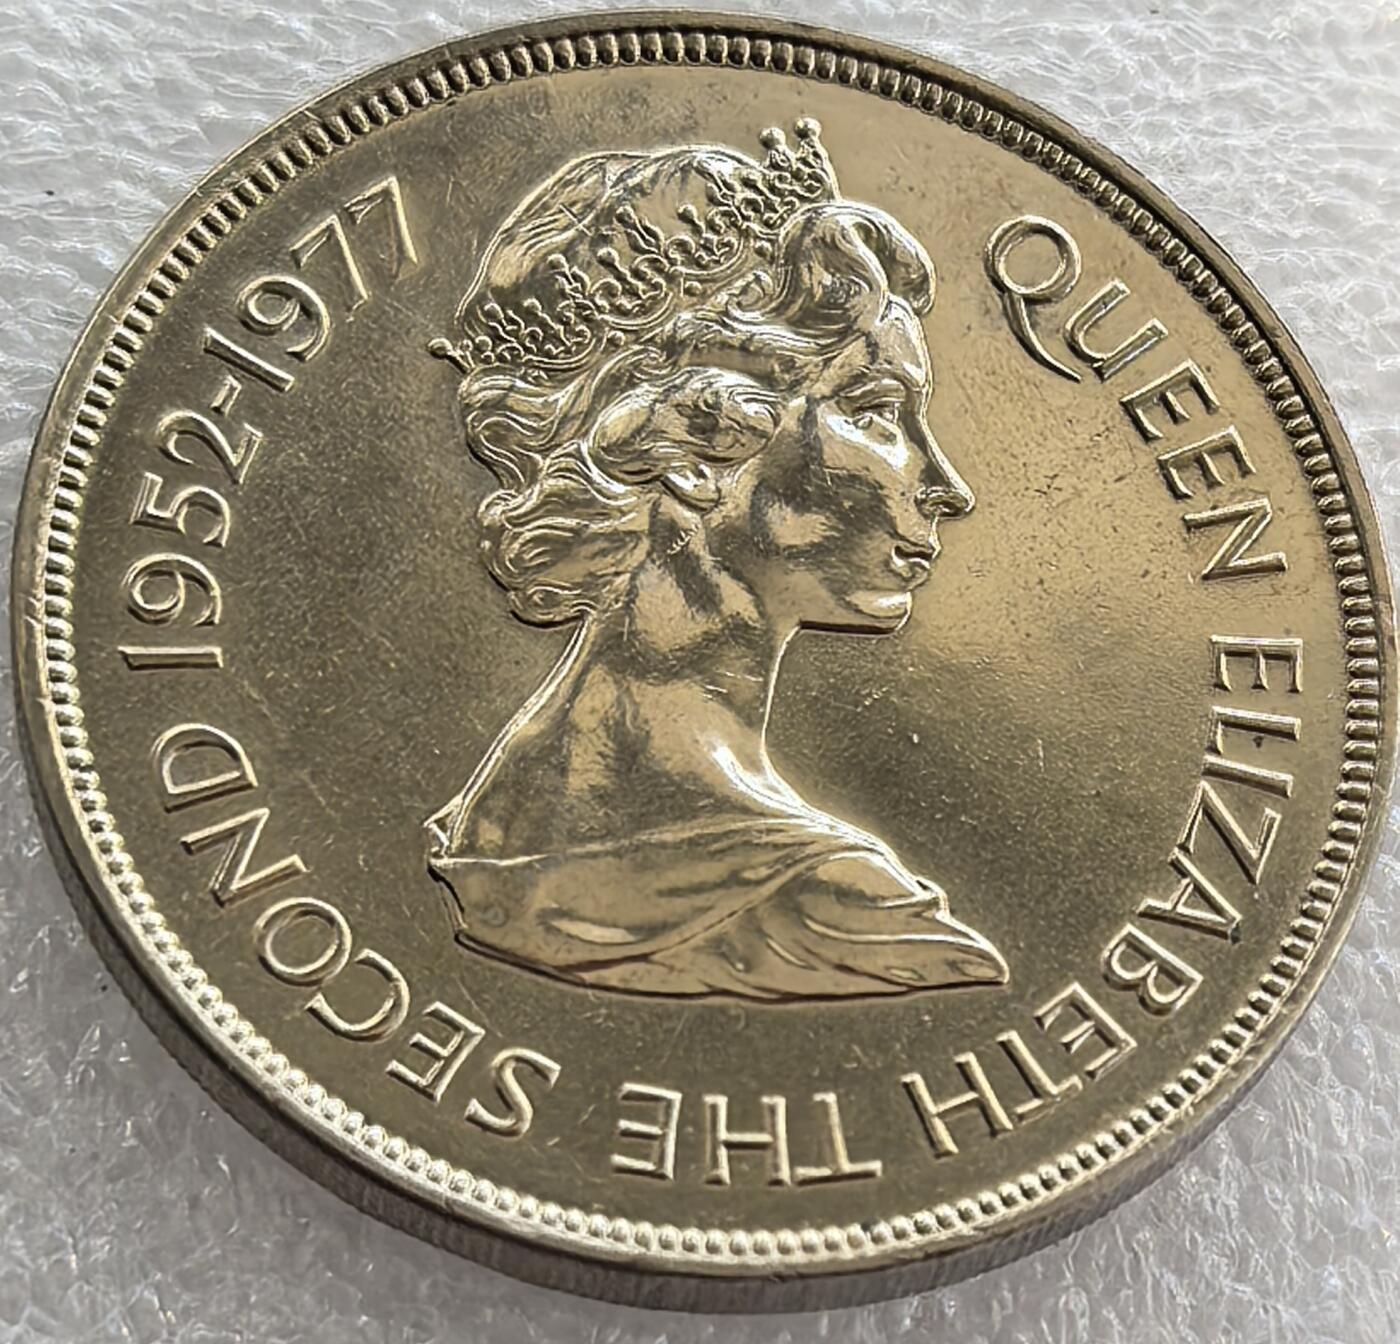 QUEEN ELIZABETH THE SECOND 1952-1977